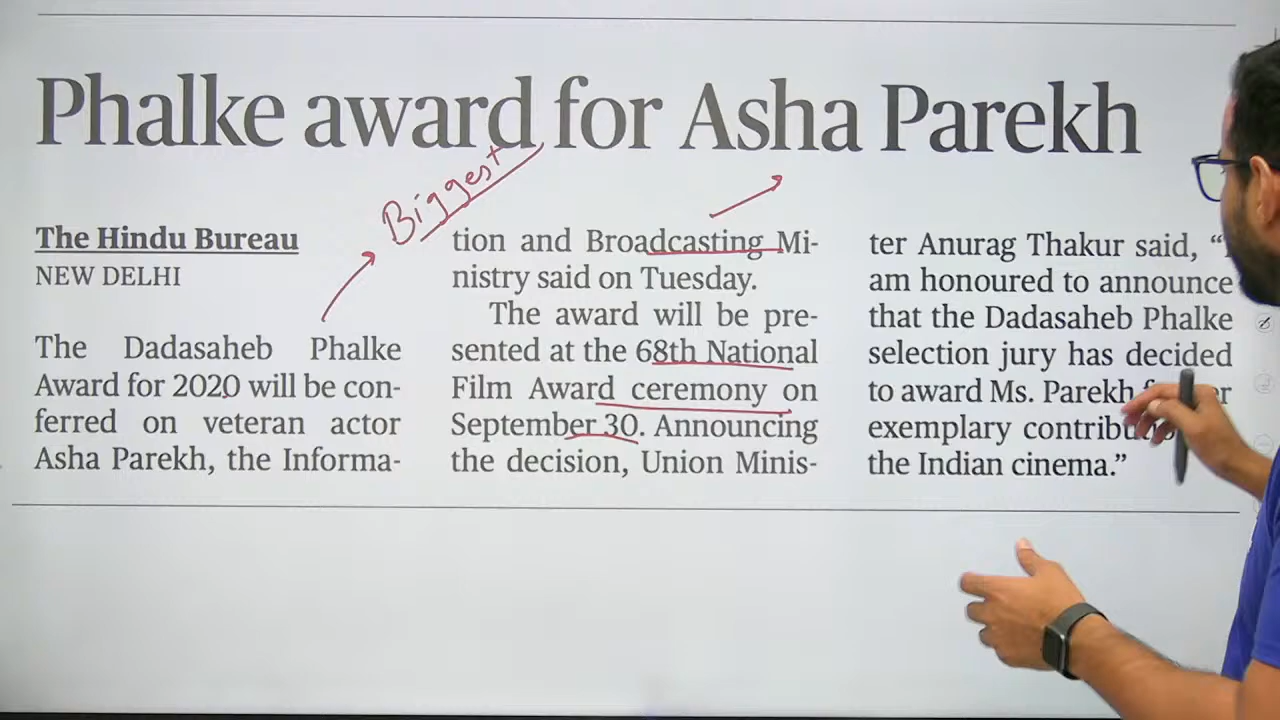 Phalke award for Asha Parekh
Biggest
The Hindu Bureau
NEW DELHI
The Dadasaheb Phalke
Award for 2020 will be con-
ferred on veteran actor
Asha Parekh, the Informa-
tion and Broadcasting Mi-
nistry said on Tuesday.
The award will be pre-
sented at the 68th National
Film Award ceremony on
September 30. Announcing
the decision, Union Minis-
ter Anurag Thakur said, “I
am honoured to announce
that the Dadasaheb Phalke
selection jury has decided
to award Ms. Parekh
exemplary
the Indian cinema.”